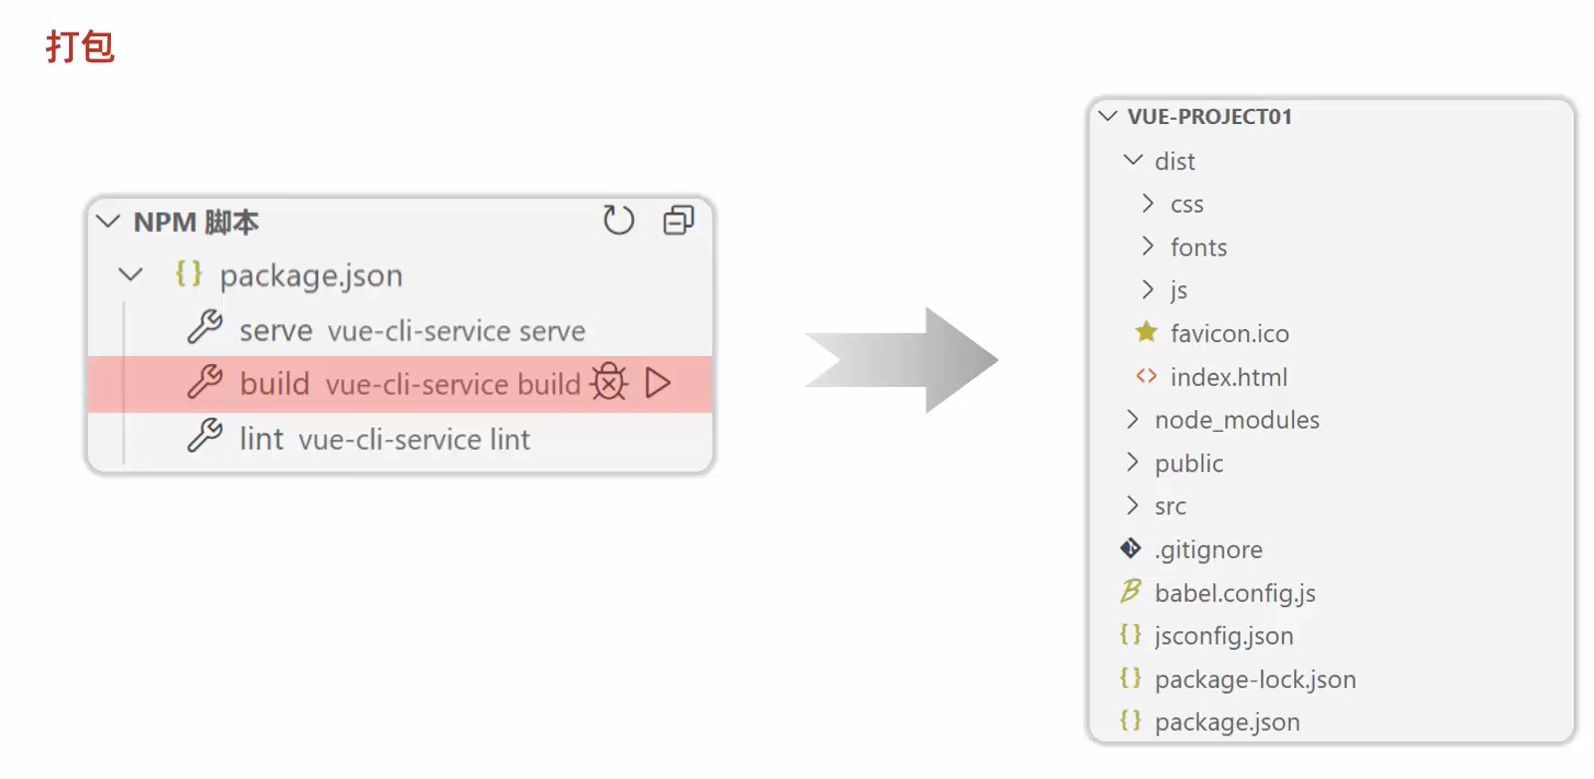 打包
NPM 脚本
package.json
serve vue-cli-service serve
build vue-cli-service build
lint vue-cli-service lint
VUE-PROJECT01
dist
css
fonts
js
favicon.ico
index.html
node_modules
public
src
.gitignore
babel.config.js
jsconfig.json
package-lock.json
package.json